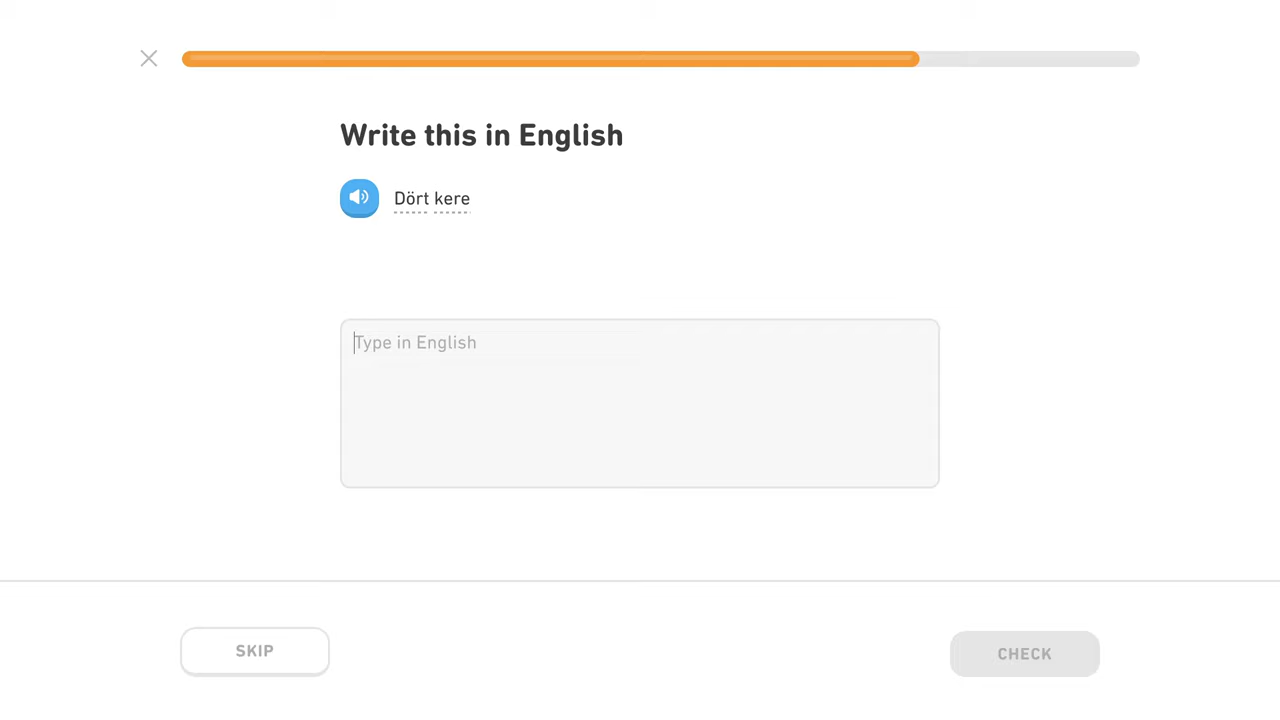 Write this in English
Dört kere
Type in English
SKIP
CHECK